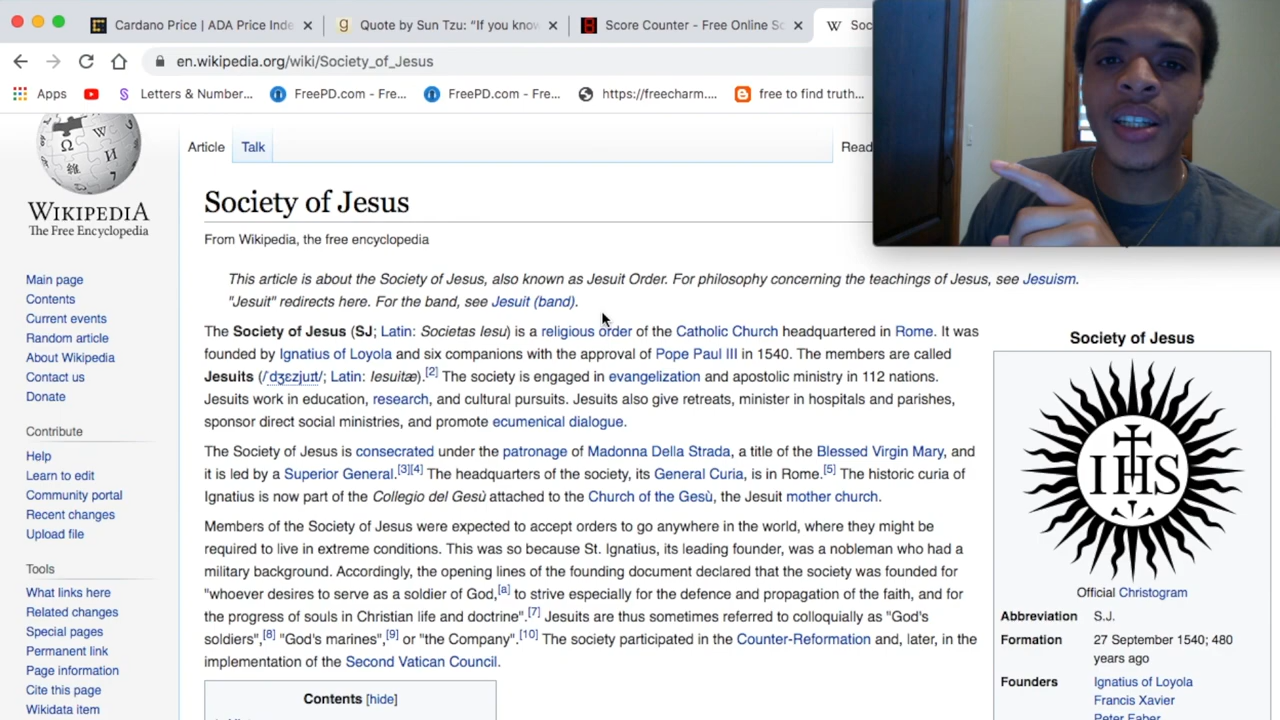 Cardano Price | ADA Price Inde
Quote by Sun Tzu: “If you know
Score Counter - Free Online Sc
W Soc
en.wikipedia.org/wiki/Society_of_Jesus
Apps
Letters & Number...
FreePD.com - Fre...
FreePD.com - Fre...
https://freecharm....
free to find truth...
WIKIPEDIA
The Free Encyclopedia
Main page
Contents
Current events
Random article
About Wikipedia
Contact us
Donate
Contribute
Help
Learn to edit
Community portal
Recent changes
Upload file
Tools
What links here
Related changes
Special pages
Permanent link
Page information
Cite this page
Wikidata item
Article
Talk
Read
Society of Jesus
From Wikipedia, the free encyclopedia
This article is about the Society of Jesus, also known as Jesuit Order. For philosophy concerning the teachings of Jesus, see Jesuism.
"Jesuit" redirects here. For the band, see Jesuit (band).
The Society of Jesus (SJ; Latin: Societas Iesu) is a religious order of the Catholic Church headquartered in Rome. It was
founded by Ignatius of Loyola and six companions with the approval of Pope Paul III in 1540. The members are called
Jesuits (/ˈdʒɛzjuɪt/; Latin: Iesuitæ).[2] The society is engaged in evangelization and apostolic ministry in 112 nations.
Jesuits work in education, research, and cultural pursuits. Jesuits also give retreats, minister in hospitals and parishes,
sponsor direct social ministries, and promote ecumenical dialogue.
The Society of Jesus is consecrated under the patronage of Madonna Della Strada, a title of the Blessed Virgin Mary, and
it is led by a Superior General.[3][4] The headquarters of the society, its General Curia, is in Rome.[5] The historic curia of
Ignatius is now part of the Collegio del Gesù attached to the Church of the Gesù, the Jesuit mother church.
Members of the Society of Jesus were expected to accept orders to go anywhere in the world, where they might be
required to live in extreme conditions. This was so because St. Ignatius, its leading founder, was a nobleman who had a
military background. Accordingly, the opening lines of the founding document declared that the society was founded for
"whoever desires to serve as a soldier of God,[a] to strive especially for the defence and propagation of the faith, and for
the progress of souls in Christian life and doctrine".[7] Jesuits are thus sometimes referred to colloquially as "God's
soldiers",[8] "God's marines",[9] or "the Company".[10] The society participated in the Counter-Reformation and, later, in the
implementation of the Second Vatican Council.
Contents [hide]
Society of Jesus
IHS
Official Christogram
Abbreviation S.J.
Formation 27 September 1540; 480
years ago
Founders Ignatius of Loyola
Francis Xavier
Peter Faber